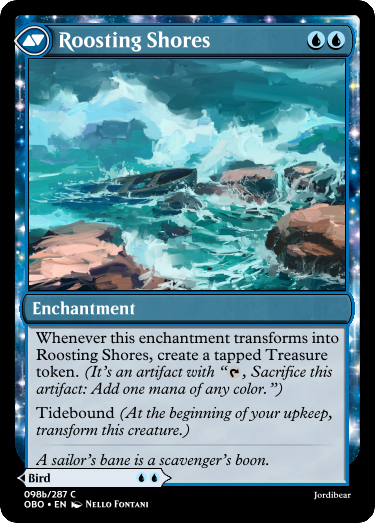 Roosting Shores
Enchantment
Whenever this enchantment transforms into
Roosting Shores, create a tapped Treasure
token. (It's an artifact with “, Sacrifice this
artifact: Add one mana of any color.”)
Tidebound (At the beginning of your upkeep,
transform this creature.)
A sailor's bane is a scavenger's boon.
Bird
098b/287 C
OBO • EN Nello Fontani
Jordibear